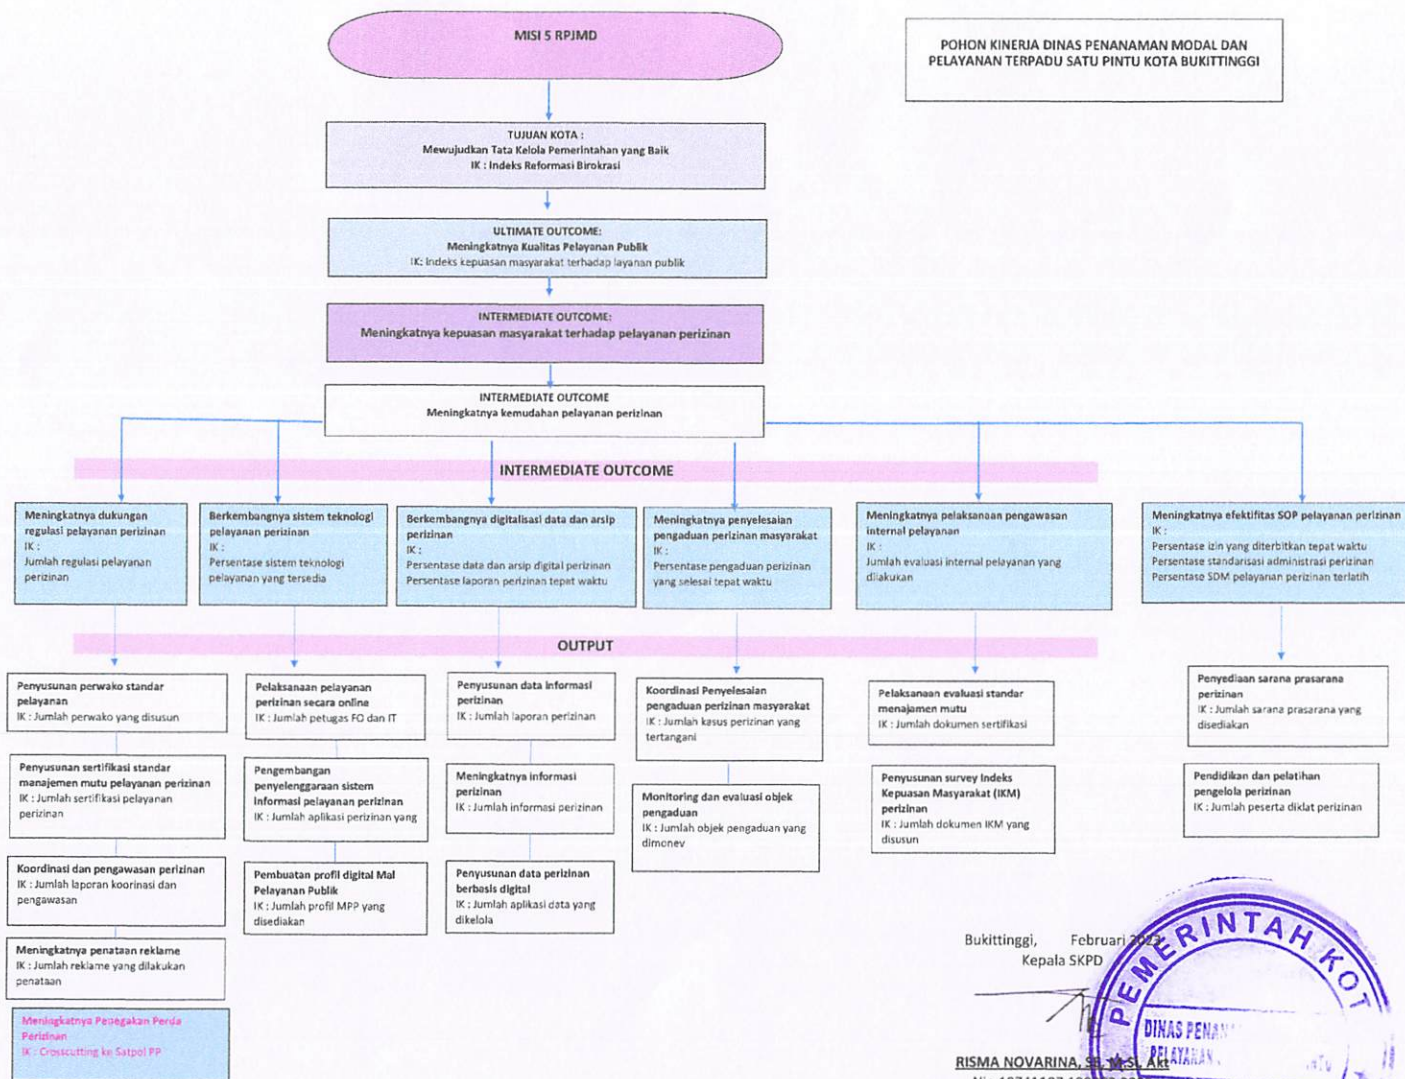 MISI 5 RPJMD
POHON KINERJA DINAS PENANAMAN MODAL DAN
PELAYANAN TERPADU SATU PINTU KOTA BUKITTINGGI
TUJUAN KOTA :
Mewujudkan Tata Kelola Pemerintahan yang Baik
IK : Indeks Reformasi Birokrasi
ULTIMATE OUTCOME:
Meningkatnya Kualitas Pelayanan Publik
IK: Indeks kepuasan masyarakat terhadap layanan publik
INTERMEDIATE OUTCOME:
Meningkatnya kepuasan masyarakat terhadap pelayanan perizinan
INTERMEDIATE OUTCOME
Meningkatnya kemudahan pelayanan perizinan
INTERMEDIATE OUTCOME
Meningkatnya dukungan
regulasi pelayanan perizinan
IK :
Jumlah regulasi pelayanan
perizinan
Berkembangnya sistem teknologi
pelayanan perizinan
IK :
Persentase sistem teknologi
pelayanan yang tersedia
Berkembangnya digitalisasi data dan arsip
perizinan
IK :
Persentase data dan arsip digital perizinan
Persentase laporan perizinan tepat waktu
Meningkatnya penyelesaian
pengaduan perizinan masyarakat
IK :
Persentase pengaduan perizinan
yang selesai tepat waktu
Meningkatnya pelaksanaan pengawasan
internal pelayanan
IK :
Jumlah evaluasi internal pelayanan yang
dilakukan
Meningkatnya efektifitas SOP pelayanan perizinan
IK :
Persentase izin yang diterbitkan tepat waktu
Persentase standarisasi administrasi perizinan
Persentase SDM pelayanan perizinan terlatih
OUTPUT
Penyusunan perwako standar
pelayanan
IK : Jumlah perwako yang disusun
Penyusunan sertifikasi standar
manajemen mutu pelayanan perizinan
IK : Jumlah sertifikasi pelayanan
perizinan
Koordinasi dan pengawasan perizinan
IK : Jumlah laporan koorinasi dan
pengawasan
Meningkatnya penataan reklame
IK : Jumlah reklame yang dilakukan
penataan
Meningkatnya Penegakan Perda
Perizinan
IK : Crosscutting ke Satpol PP
Pelaksanaan pelayanan
perizinan secara online
IK : Jumlah petugas FO dan IT
Pengembangan
penyelenggaraan sistem
Informasi pelayanan perizinan
IK : Jumlah aplikasi perizinan yang
Pembuatan profil digital Mal
Pelayanan Publik
IK : Jumlah profil MPP yang
disediakan
Penyusunan data informasi
perizinan
IK : Jumlah laporan perizinan
Meningkatnya informasi
perizinan
IK : Jumlah informasi perizinan
Penyusunan data perizinan
berbasis digital
IK : Jumlah aplikasi data yang
dikelola
Koordinasi Penyelesaian
pengaduan perizinan masyarakat
IK : Jumlah kasus perizinan yang
tertangani
Monitoring dan evaluasi objek
pengaduan
IK : Jumlah objek pengaduan yang
dimonev
Pelaksanaan evaluasi standar
menajemen mutu
IK : Jumlah dokumen sertifikasi
Penyusunan survey Indeks
Kepuasan Masyarakat (IKM)
perizinan
IK : Jumlah dokumen IKM yang
disusun
Penyediaan sarana prasarana
perizinan
IK : Jumlah sarana prasarana yang
disediakan
Pendidikan dan pelatihan
pengelola perizinan
IK : Jumlah peserta diklat perizinan
Bukittinggi, Februari 2023
Kepala SKPD
PEMERINTAH KOT
DINAS PENAN
PELAYANAN
RISMA NOVARINA, SE, M.Si, Akt